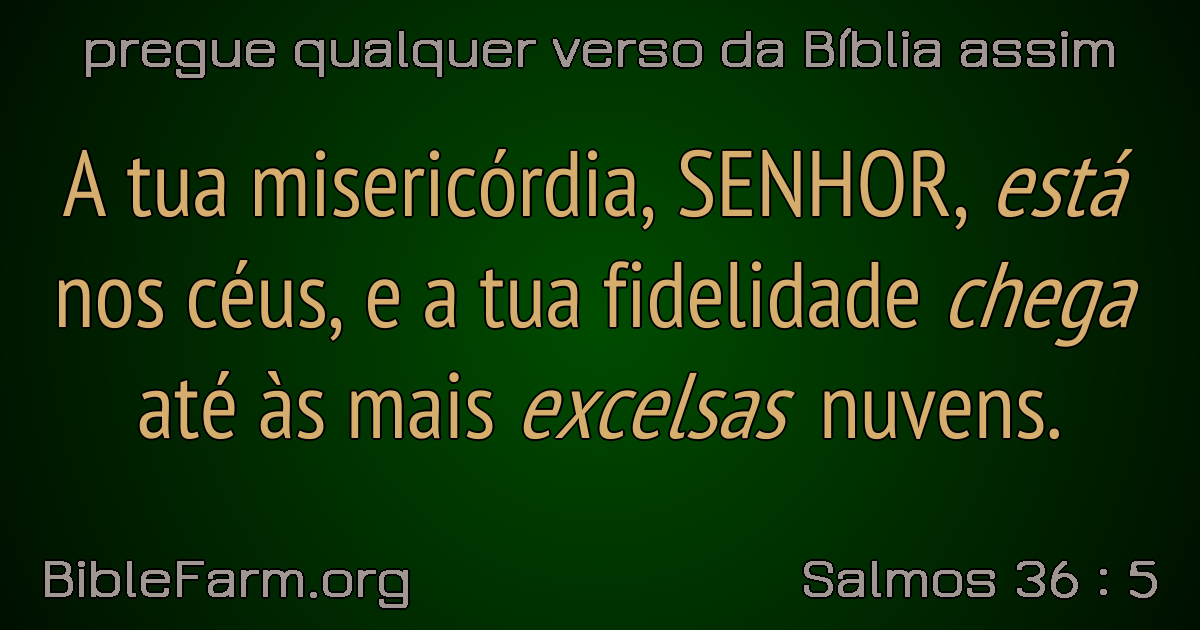 pregue qualquer verso da Bíblia assim
A tua misericórdia, SENHOR, está
nos céus, e a tua fidelidade chega
até às mais excelsas nuvens.
BibleFarm.org
Salmos 36 : 5